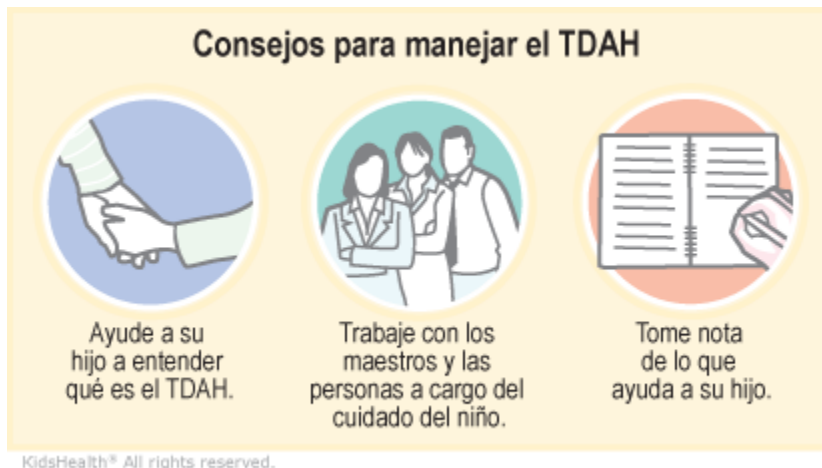 Consejos para manejar el TDAH
Ayude a su
hijo a entender
qué es el TDAH.
Trabaje con los
maestros y las
personas a cargo del
cuidado del niño.
Tome nota
de lo que
ayuda a su hijo.
KidsHealth® All rights reserved.